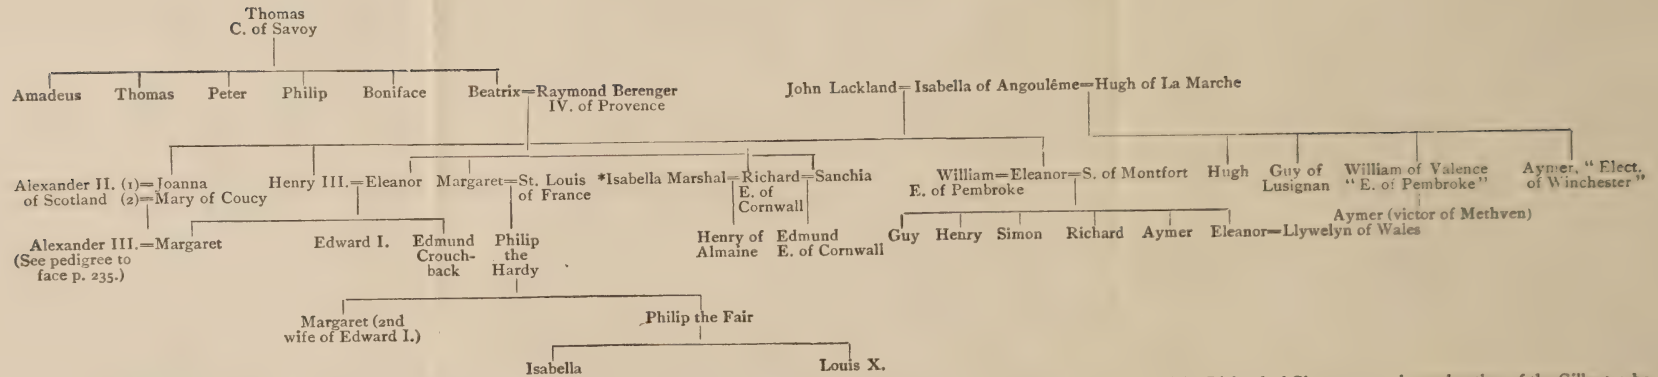 Thomas
C. of Savoy
Amadeus Thomas Peter Philip Boniface Beatrix=Raymond Berenger
IV. of Provence
John Lackland=Isabella of Angoulême=Hugh of La Marche
Alexander II. (1)=Joanna
of Scotland (2)=Mary of Coucy
Henry III.=Eleanor
Margaret=St. Louis
of France
*Isabella Marshal=Richard=Sanchia
E. of
Cornwall
William=Eleanor=S. of Montfort
E. of Pembroke
Hugh
Guy of
Lusignan
William of Valence
"E. of Pembroke"
Aymer, "Elect.
of Winchester"
Aymer (victor of Methven)
Alexander III.=Margaret
(See pedigree to
face p. 235.)
Edward I.
Edmund
Crouch-
back
Philip
the
Hardy
Henry of
Almaine
Edmund
E. of Cornwall
Guy Henry Simon Richard Aymer Eleanor=Llywelyn of Wales
Margaret (2nd
wife of Edward I.)
Philip the Fair
Isabella
Louis X.